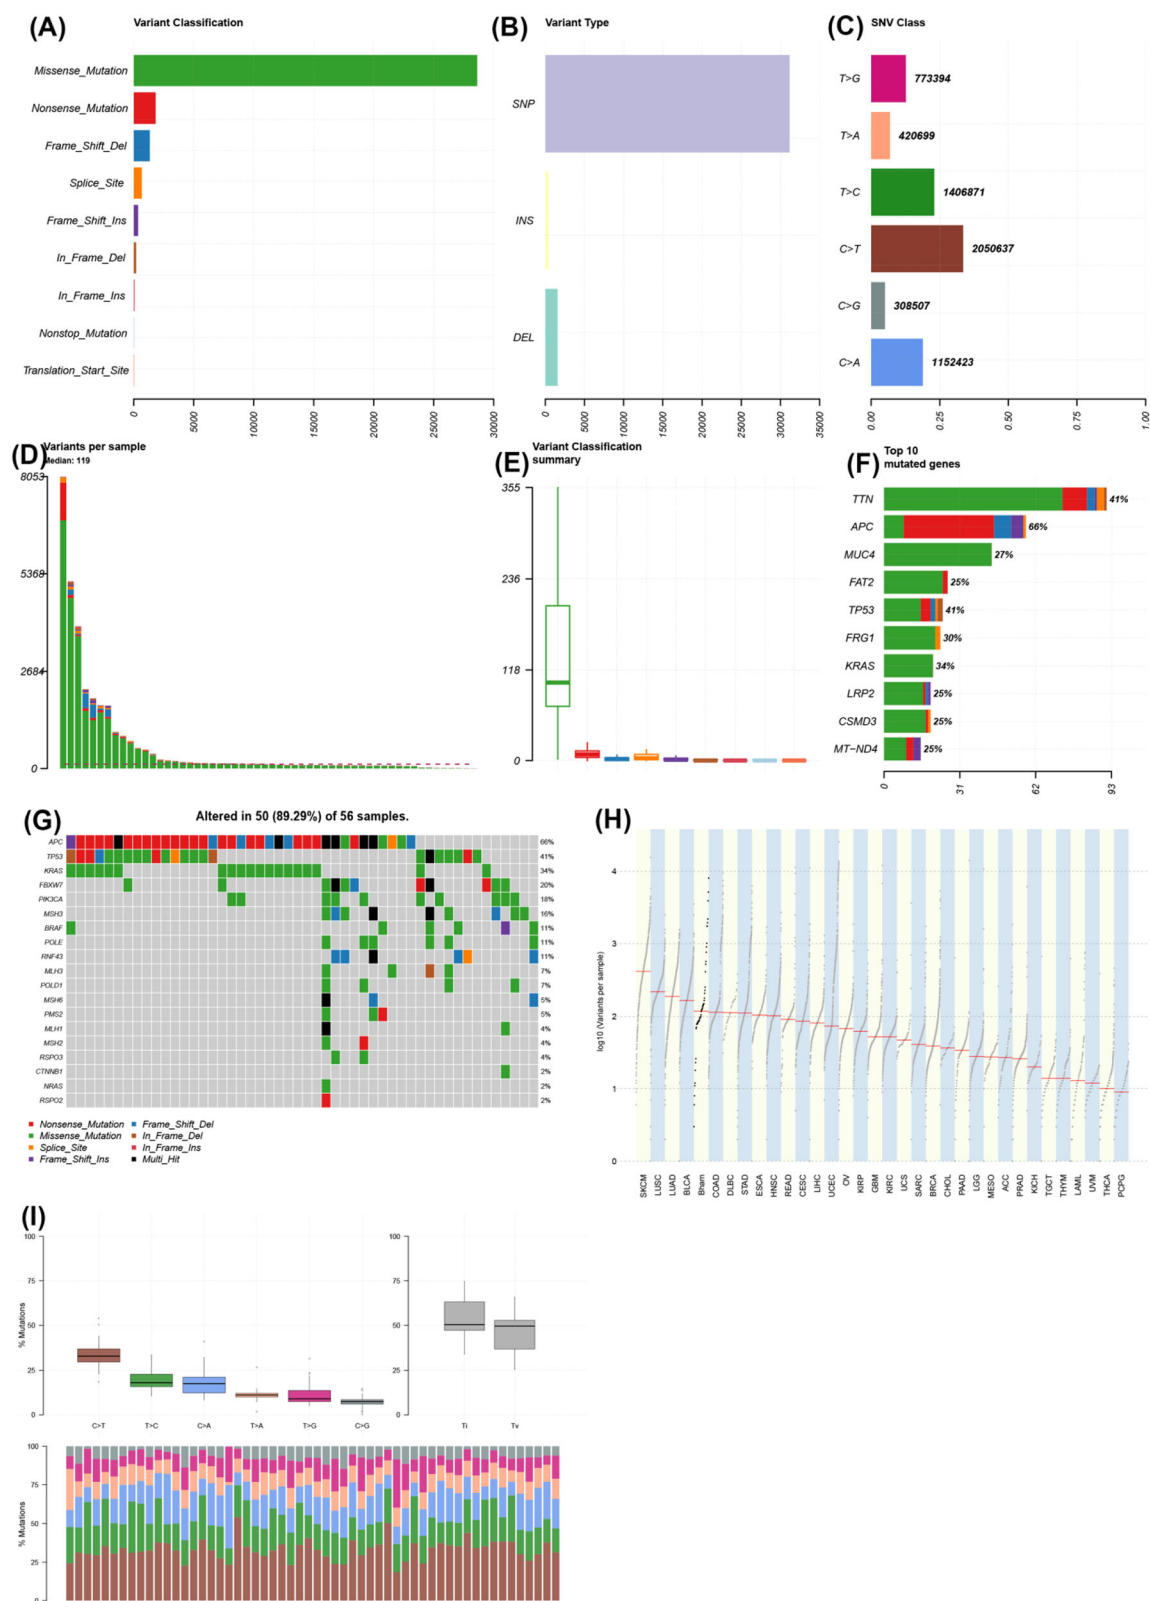 (A)
Variant Classification
Missense_Mutation
Nonsense_Mutation
Frame_Shift_Del
Splice_Site
Frame_Shift_Ins
In_Frame_Del
In_Frame_Ins
Nonstop_Mutation
Translation_Start_Site
0
5000
10000
15000
20000
25000
30000
(B)
Variant Type
SNP
INS
DEL
0
5000
10000
15000
20000
25000
30000
35000
(C)
SNV Class
T>G
773394
T>A
420699
T>C
1406871
C>T
2050637
C>G
308507
C>A
1152423
0.00
0.25
0.50
0.75
1.00
(D)
Variants per sample
Median: 119
8053
5369
2684
0
(E)
Variant Classification
summary
355
236
118
0
(F)
Top 10
mutated genes
TTN
41%
APC
66%
MUC4
27%
FAT2
25%
TP53
41%
FRG1
30%
KRAS
34%
LRP2
25%
CSMD3
25%
MT-ND4
25%
0
31
62
93
(G)
Altered in 50 (89.29%) of 56 samples.
APC
66%
TP53
41%
KRAS
34%
FBXW7
20%
PIK3CA
18%
MSH3
16%
BRAF
11%
POLE
11%
RNF43
11%
MLH3
7%
POLD1
7%
MSH6
5%
PMS2
5%
MLH1
4%
MSH2
4%
RSPO3
4%
CTNNB1
2%
NRAS
2%
RSPO2
2%
Nonsense_Mutation
Frame_Shift_Del
Missense_Mutation
In_Frame_Del
Splice_Site
In_Frame_Ins
Frame_Shift_Ins
Multi_Hit
(H)
log10 (Variants per sample)
4
3
2
1
0
SKCM
LUSC
LUAD
BLCA
Bham
COAD
DLBC
STAD
ESCA
HNSC
READ
CESC
LIHC
UCEC
OV
KIRP
GBM
KIRC
UCS
SARC
BRCA
CHOL
PAAD
LGG
MESO
ACC
PRAD
KICH
TGCT
THYM
LAML
UVM
THCA
PCPG
(I)
% Mutations
100
75
50
25
0
C>T
T>C
C>A
T>A
T>G
C>G
% Mutations
100
75
50
25
0
Ti
Tv
% Mutations
100
75
50
25
0